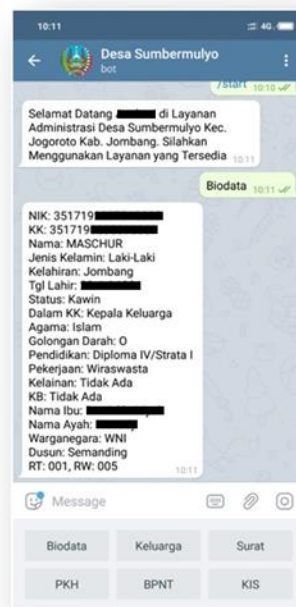 10:11
4G
Desa Sumbermulyo
bot
/start 10:10
Selamat Datang di Layanan
Administrasi Desa Sumbermulyo Kec.
Jogoroto Kab. Jombang. Silahkan
Menggunakan Layanan yang Tersedia 10:11
Biodata 10:11
NIK: 351719
KK: 351719
Nama: MASCHUR
Jenis Kelamin: Laki-Laki
Kelahiran: Jombang
Tgl Lahir:
Status: Kawin
Dalam KK: Kepala Keluarga
Agama: Islam
Golongan Darah: O
Pendidikan: Diploma IV/Strata I
Pekerjaan: Wiraswasta
Kelainan: Tidak Ada
KB: Tidak Ada
Nama Ibu:
Nama Ayah:
Warganegara: WNI
Dusun: Semanding
RT: 001, RW: 005 10:11
Message
Biodata Keluarga Surat
PKH BPNT KIS